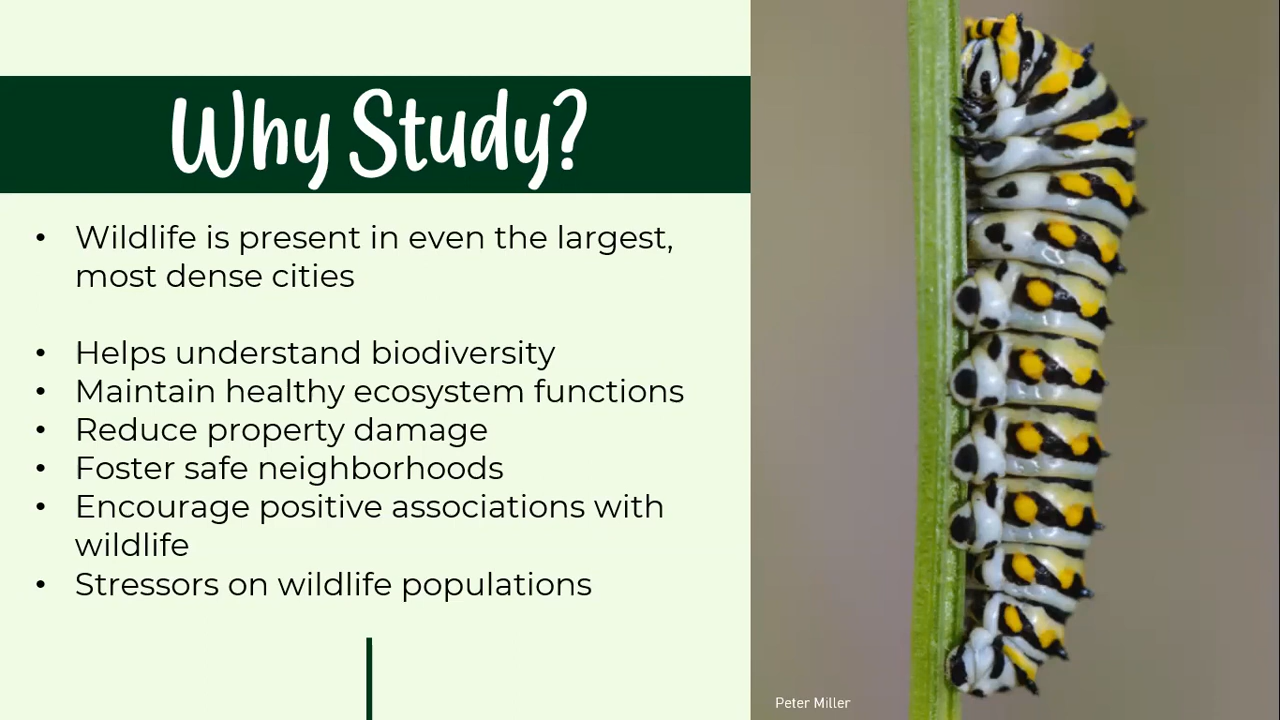 Why Study?
• Wildlife is present in even the largest,
most dense cities
• Helps understand biodiversity
• Maintain healthy ecosystem functions
• Reduce property damage
• Foster safe neighborhoods
• Encourage positive associations with
wildlife
• Stressors on wildlife populations
Peter Miller